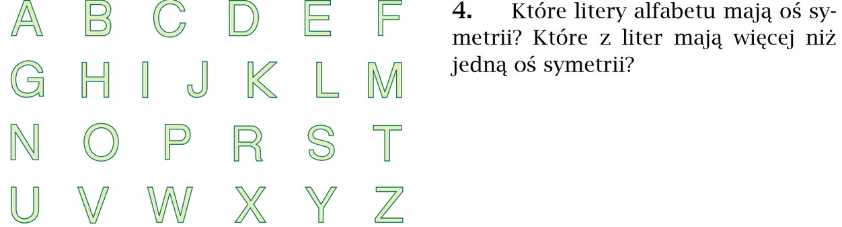 A B C D E F
G H I J K L M
N O P R S T
U V W X Y Z
4. Które litery alfabetu mają oś sy-
metrii? Które z liter mają więcej niż
jedną oś symetrii?